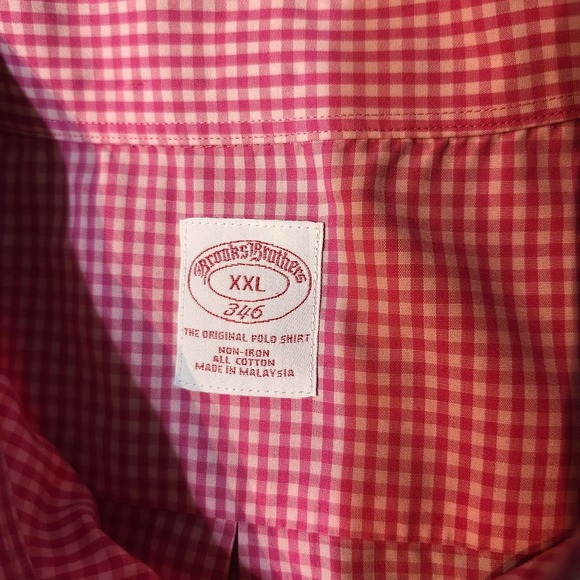 Brooks Brothers
XXL
346
THE ORIGINAL POLO SHIRT
NON-IRON
ALL COTTON
MADE IN MALAYSIA